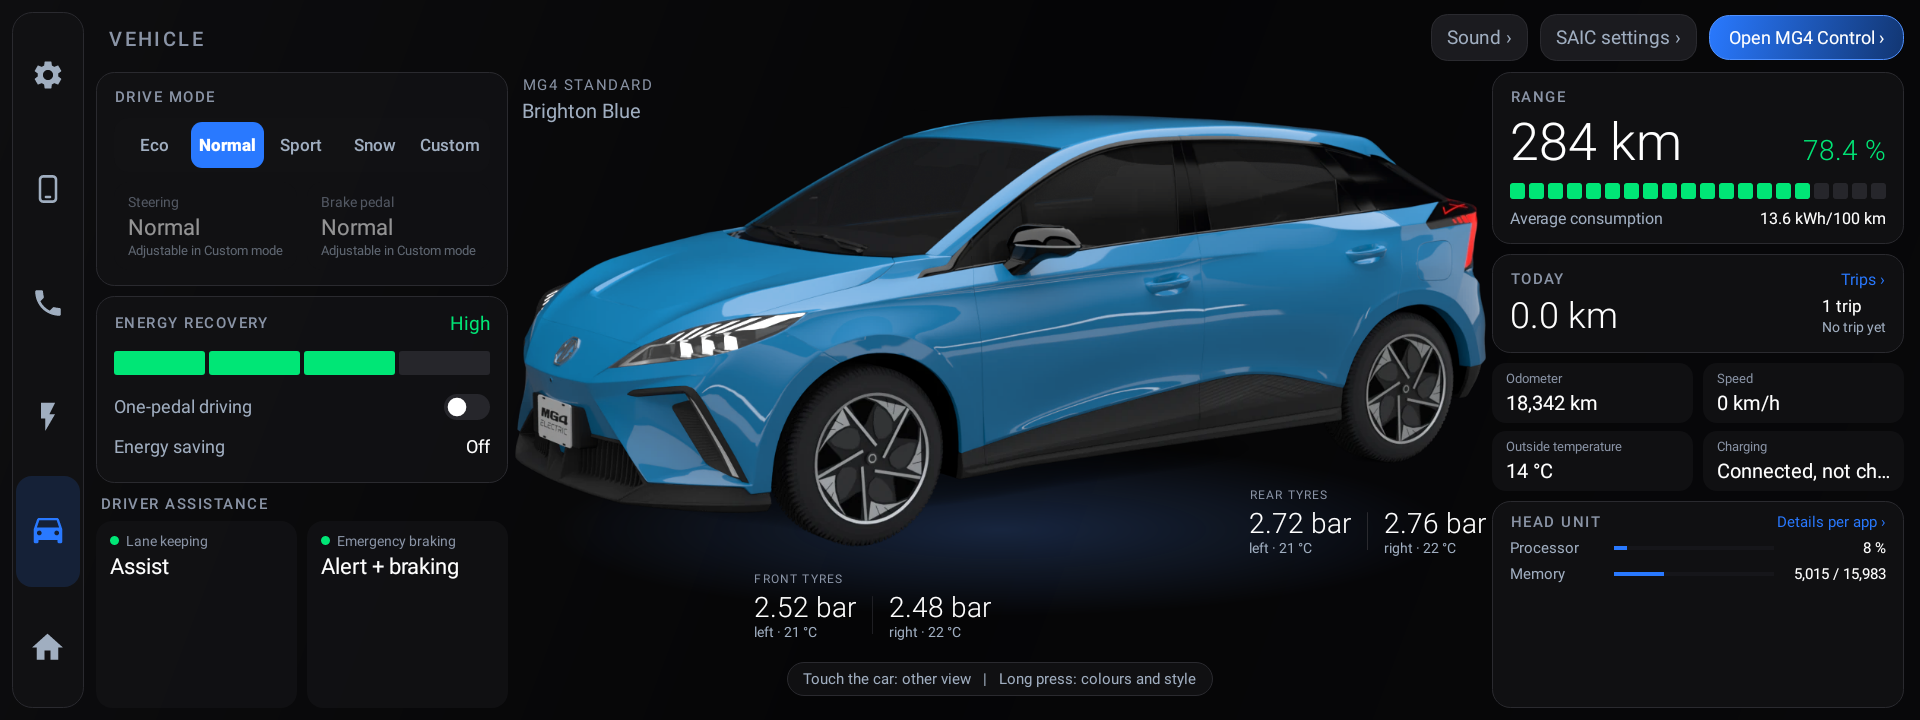 VEHICLE
Sound ›
SAIC settings ›
Open MG4 Control ›
DRIVE MODE
Eco
Normal
Sport
Snow
Custom
Steering
Normal
Adjustable in Custom mode
Brake pedal
Normal
Adjustable in Custom mode
ENERGY RECOVERY
High
One-pedal driving
Energy saving
Off
DRIVER ASSISTANCE
Lane keeping
Assist
Emergency braking
Alert + braking
MG4 STANDARD
Brighton Blue
MG4
ELECTRIC
REAR TYRES
2.72 bar
left · 21 °C
2.76 bar
right · 22 °C
FRONT TYRES
2.52 bar
left · 21 °C
2.48 bar
right · 22 °C
Touch the car: other view | Long press: colours and style
RANGE
284 km
78.4 %
Average consumption
13.6 kWh/100 km
TODAY
Trips ›
0.0 km
1 trip
No trip yet
Odometer
18,342 km
Speed
0 km/h
Outside temperature
14 °C
Charging
Connected, not ch...
HEAD UNIT
Details per app ›
Processor
8 %
Memory
5,015 / 15,983